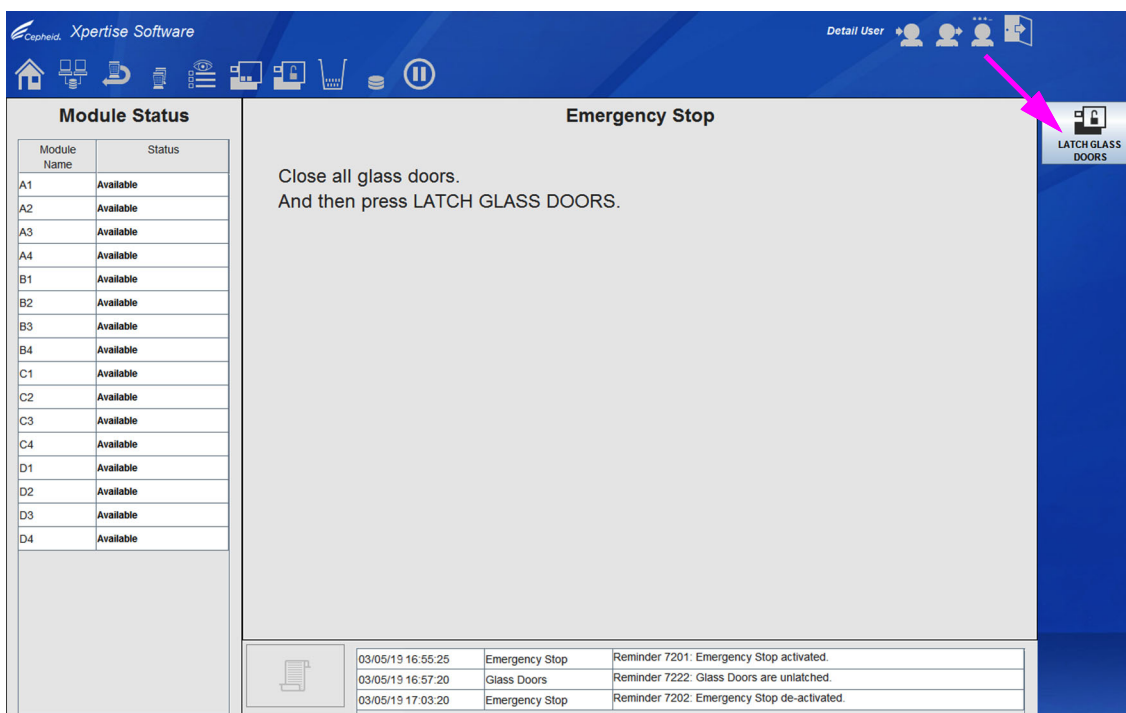 Cepheid. Xpertise Software
Detail User
Module Status
Emergency Stop
LATCH GLASS
DOORS
Module
Name
Status
Close all glass doors.
And then press LATCH GLASS DOORS.
A1 Available
A2 Available
A3 Available
A4 Available
B1 Available
B2 Available
B3 Available
B4 Available
C1 Available
C2 Available
C3 Available
C4 Available
D1 Available
D2 Available
D3 Available
D4 Available
03/05/19 16:55:25 Emergency Stop Reminder 7201: Emergency Stop activated.
03/05/19 16:57:20 Glass Doors Reminder 7222: Glass Doors are unlatched.
03/05/19 17:03:20 Emergency Stop Reminder 7202: Emergency Stop de-activated.